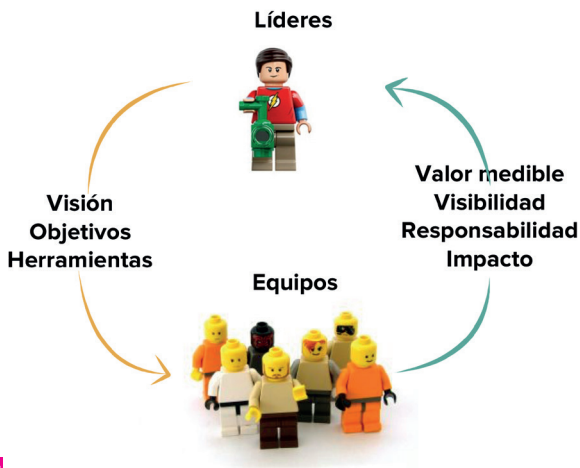 Líderes
Visión
Objetivos
Herramientas
Valor medible
Visibilidad
Responsabilidad
Impacto
Equipos